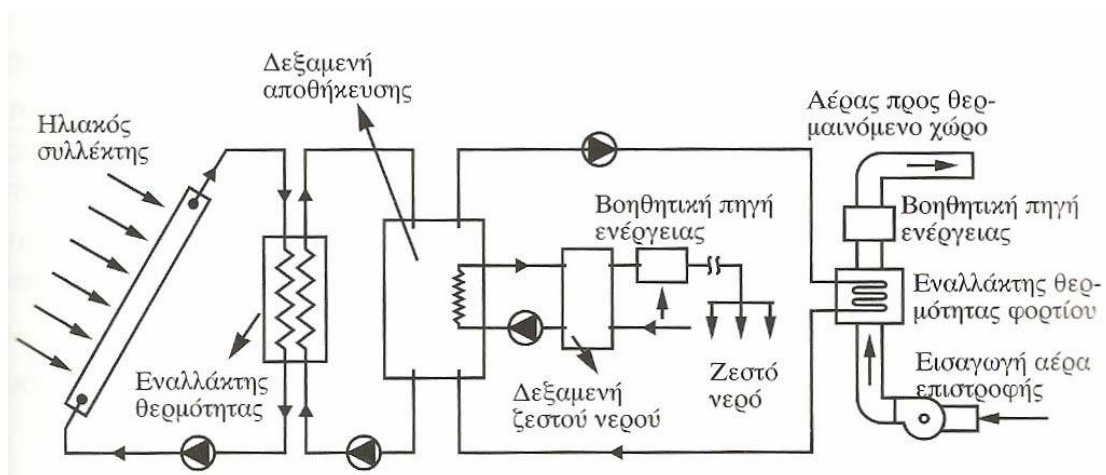 Δεξαμενή
αποθήκευσης
Ηλιακός
συλλέκτης
Αέρας προς θερ-
μαινόμενο χώρο
Βοηθητική πηγή
ενέργειας
Βοηθητική πηγή
ενέργειας
Εναλλάκτης θερ-
μότητας φορτίου
Εναλλάκτης
θερμότητας
Δεξαμενή
ζεστού νερού
Ζεστό
νερό
Εισαγωγή αέρα
επιστροφής